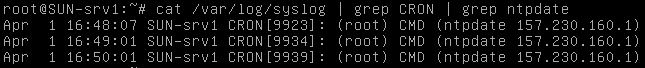 root@SUN-srv1:~# cat /var/log/syslog | grep CRON | grep ntpdate
Apr  1 16:48:07 SUN-srv1 CRON[9923]: (root) CMD (ntpdate 157.230.160.1)
Apr  1 16:49:01 SUN-srv1 CRON[9934]: (root) CMD (ntpdate 157.230.160.1)
Apr  1 16:50:01 SUN-srv1 CRON[9939]: (root) CMD (ntpdate 157.230.160.1)